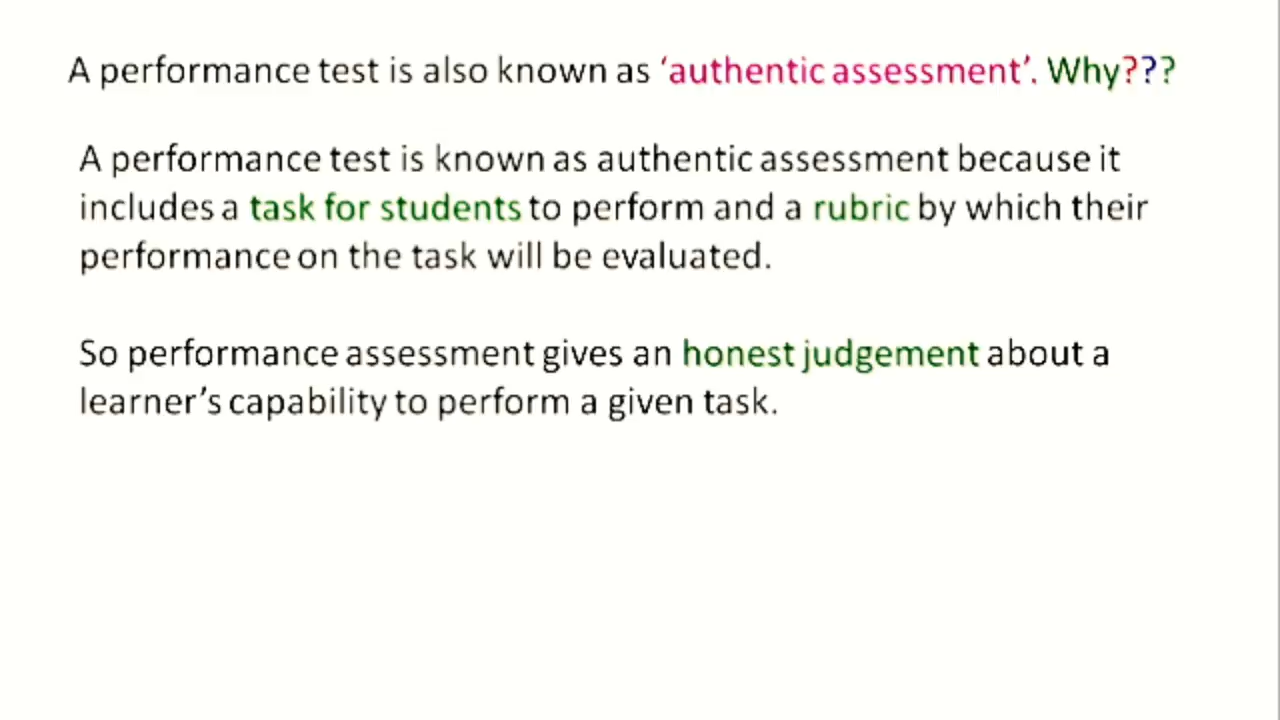 A performance test is also known as ‘authentic assessment’. Why???
A performance test is known as authentic assessment because it
includes a task for students to perform and a rubric by which their
performance on the task will be evaluated.
So performance assessment gives an honest judgement about a
learner’s capability to perform a given task.